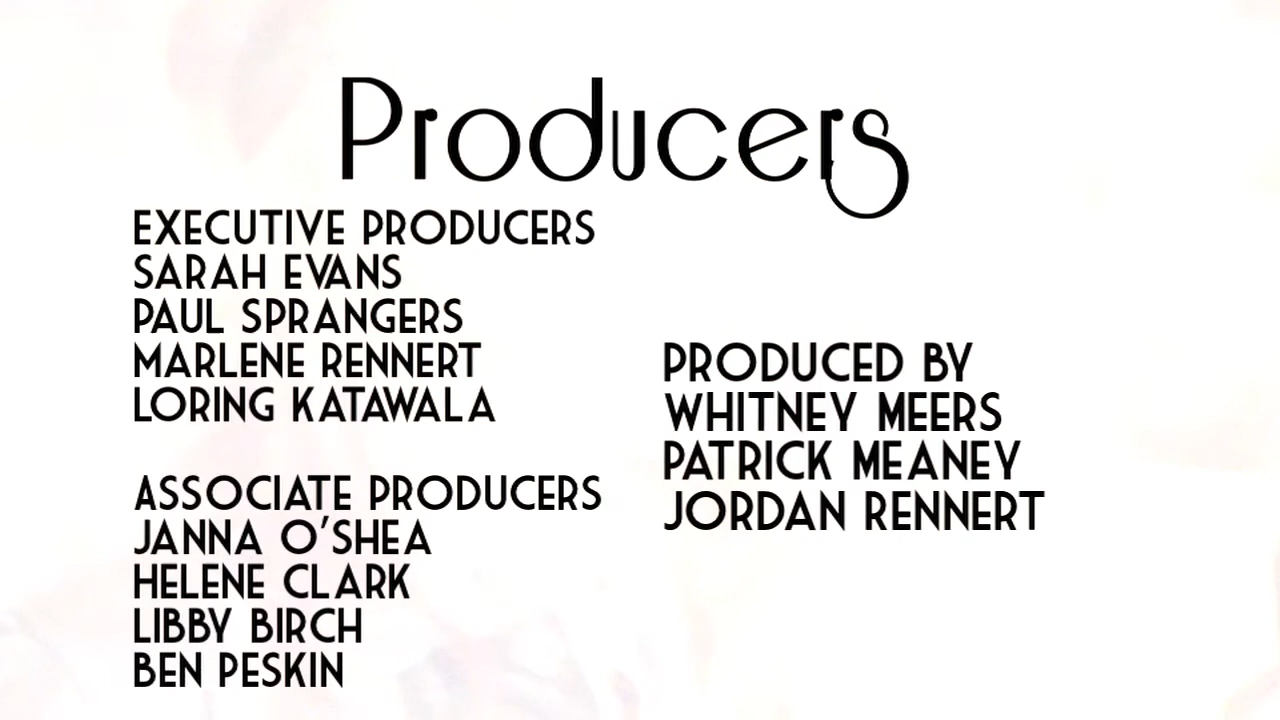 Producers
EXECUTIVE PRODUCERS
SARAH EVANS
PAUL SPRANGERS
MARLENE RENNERT
LORING KATAWALA
ASSOCIATE PRODUCERS
JANNA O'SHEA
HELENE CLARK
LIBBY BIRCH
BEN PESKIN
PRODUCED BY
WHITNEY MEERS
PATRICK MEANEY
JORDAN RENNERT